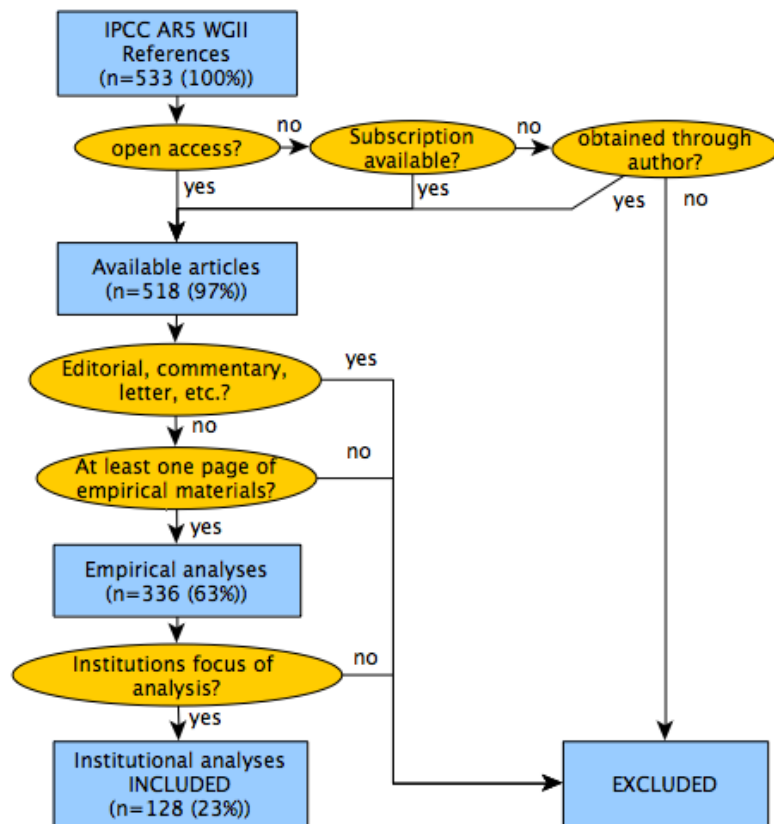 IPCC AR5 WGII
References
(n=533 (100%))
open access?
no
Subscription
available?
no
obtained through
author?
yes
yes
yes
no
Available articles
(n=518 (97%))
Editorial, commentary,
letter, etc.?
yes
no
At least one page of
empirical materials?
no
yes
Empirical analyses
(n=336 (63%))
Institutions focus of
analysis?
no
yes
Institutional analyses
INCLUDED
(n=128 (23%))
EXCLUDED